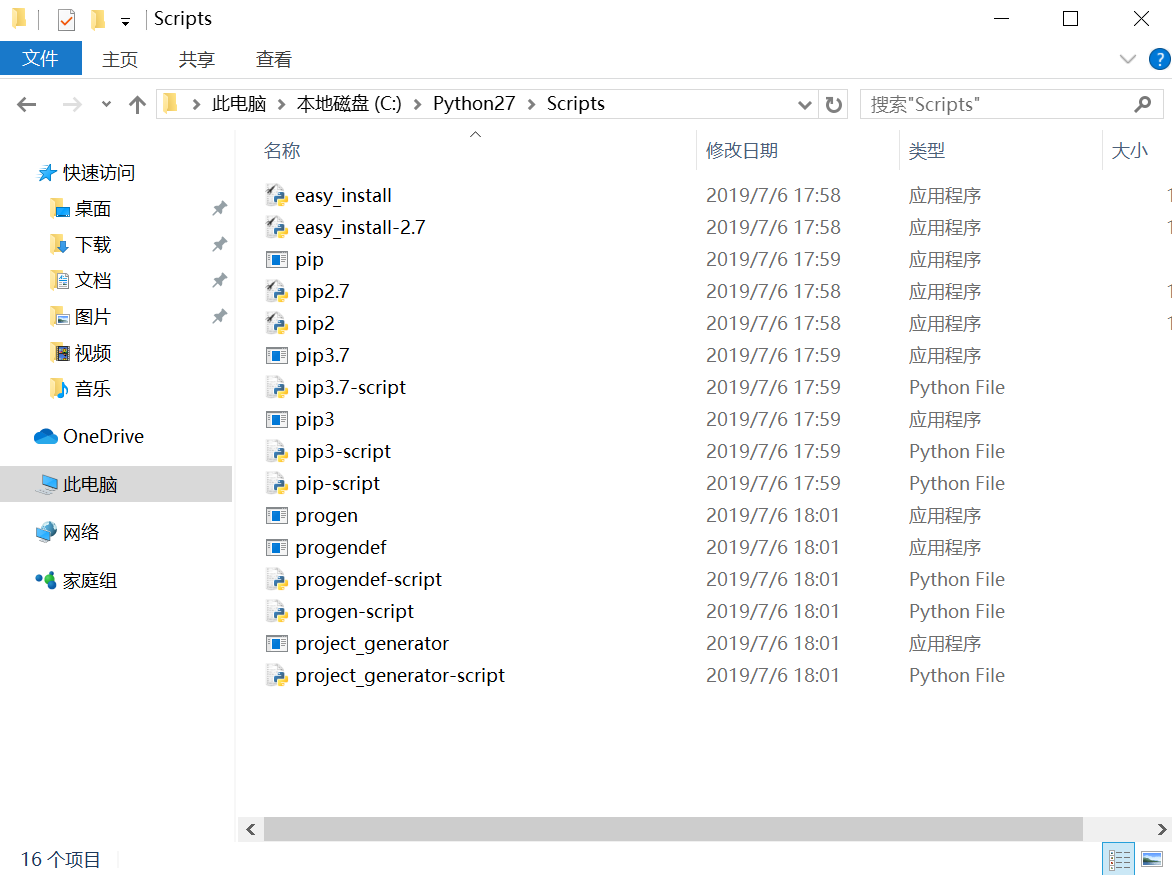 Scripts
文件 主页 共享 查看 ?
此电脑 本地磁盘 (C:) Python27 Scripts 搜索"Scripts"
名称 修改日期 类型 大小
快速访问
桌面
下载
文档
图片
视频
音乐
OneDrive
此电脑
网络
家庭组
easy_install 2019/7/6 17:58 应用程序 1
easy_install-2.7 2019/7/6 17:58 应用程序 1
pip 2019/7/6 17:59 应用程序
pip2.7 2019/7/6 17:58 应用程序 1
pip2 2019/7/6 17:58 应用程序 1
pip3.7 2019/7/6 17:59 应用程序
pip3.7-script 2019/7/6 17:59 Python File
pip3 2019/7/6 17:59 应用程序
pip3-script 2019/7/6 17:59 Python File
pip-script 2019/7/6 17:59 Python File
progen 2019/7/6 18:01 应用程序
progendef 2019/7/6 18:01 应用程序
progendef-script 2019/7/6 18:01 Python File
progen-script 2019/7/6 18:01 Python File
project_generator 2019/7/6 18:01 应用程序
project_generator-script 2019/7/6 18:01 Python File
16 个项目